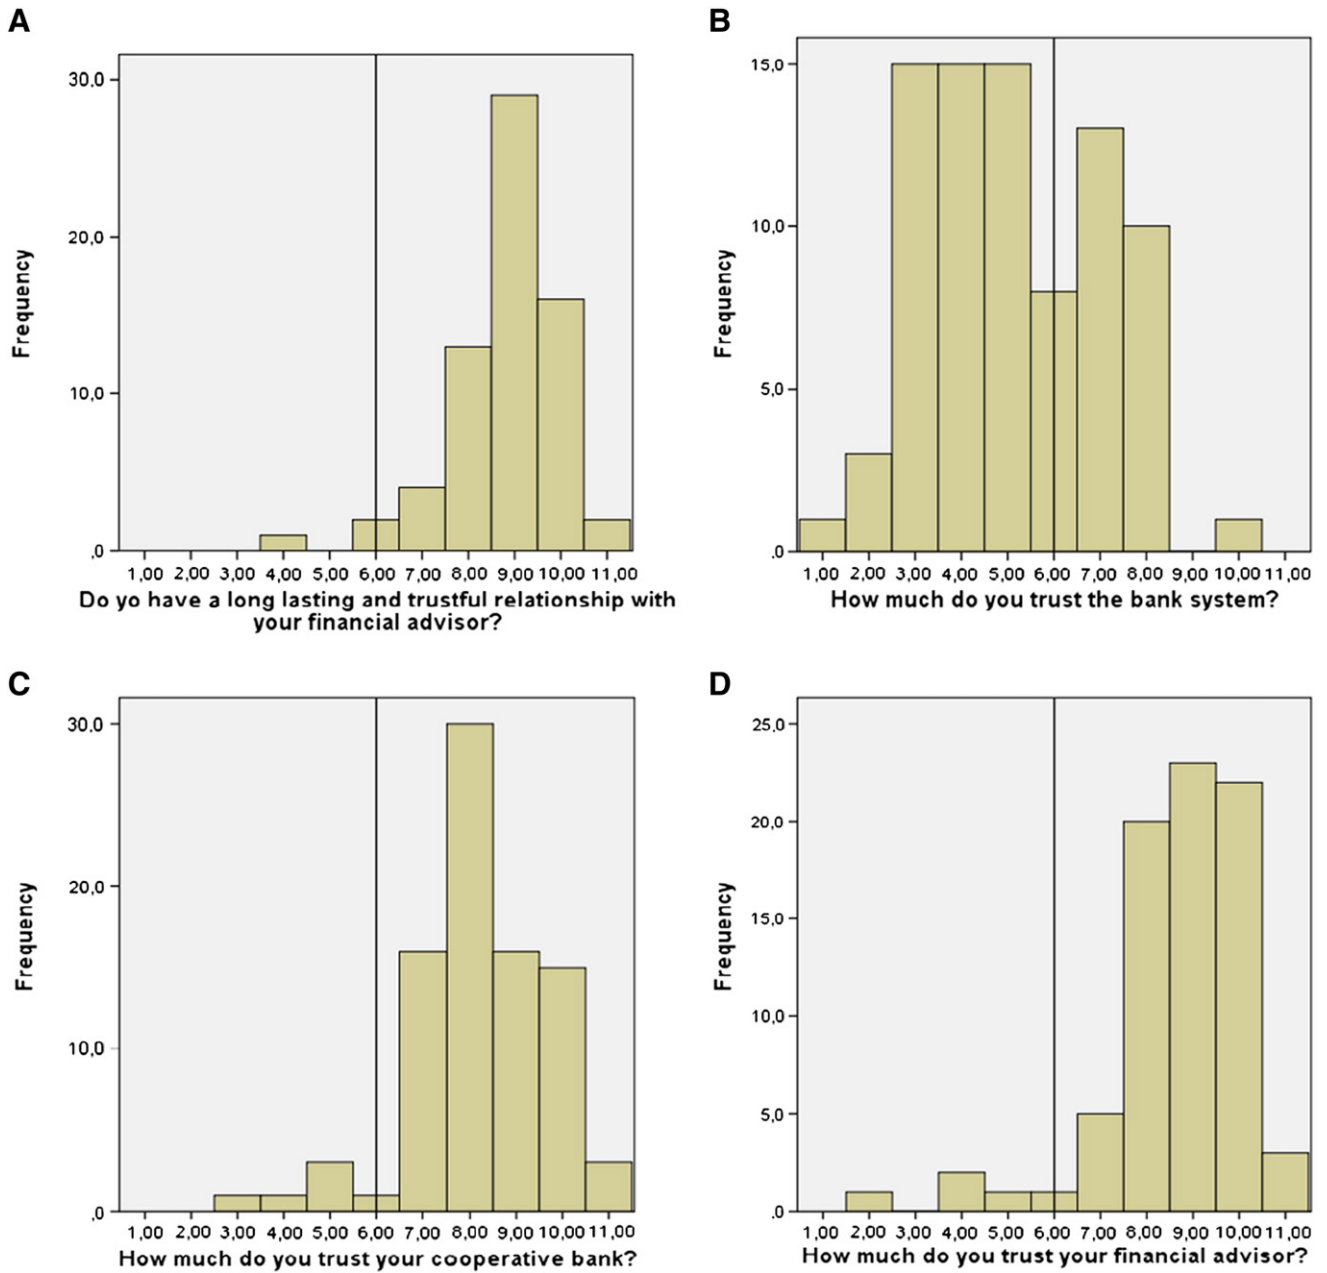 A
30.0
20.0
10.0
.0
Frequency
1,00 2,00 3,00 4,00 5,00 6,00 7,00 8,00 9,00 10,00 11,00
Do yo have a long lasting and trustful relationship with
your financial advisor?
B
15,0
10,0
5,0
.0
Frequency
1,00 2,00 3,00 4,00 5,00 6,00 7,00 8,00 9,00 10,00 11,00
How much do you trust the bank system?
C
30.0
20.0
10.0
.0
Frequency
1,00 2,00 3,00 4,00 5,00 6,00 7,00 8,00 9,00 10,00 11,00
How much do you trust your cooperative bank?
D
25,0
20,0
15,0
10,0
5,0
.0
Frequency
1,00 2,00 3,00 4,00 5,00 6,00 7,00 8,00 9,00 10,00 11,00
How much do you trust your financial advisor?